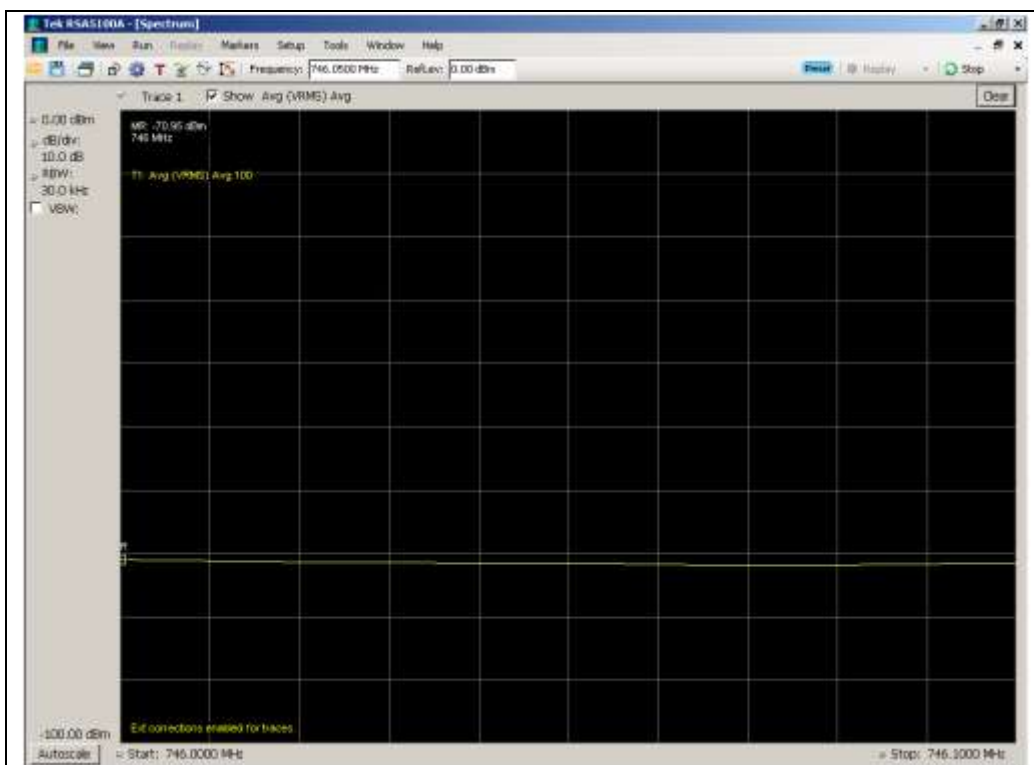 Tek RSA5100A - [Spectrum]
File View Run Replay Markers Setup Tools Window Help
Frequency: 746.0500 MHz RefLev: 0.00 dBm Preset Replay Stop
Trace 1 Show Avg (VRMS) Avg Clear
0.00 dBm
dB/div:
10.0 dB
RBW:
30.0 kHz
VBW:
MR: -70.95 dBm
746 MHz
T1 Avg (VRMS) Avg:100
R
Ext corrections enabled for traces
-100.00 dBm
Autoscale Start: 746.0000 MHz Stop: 746.1000 MHz